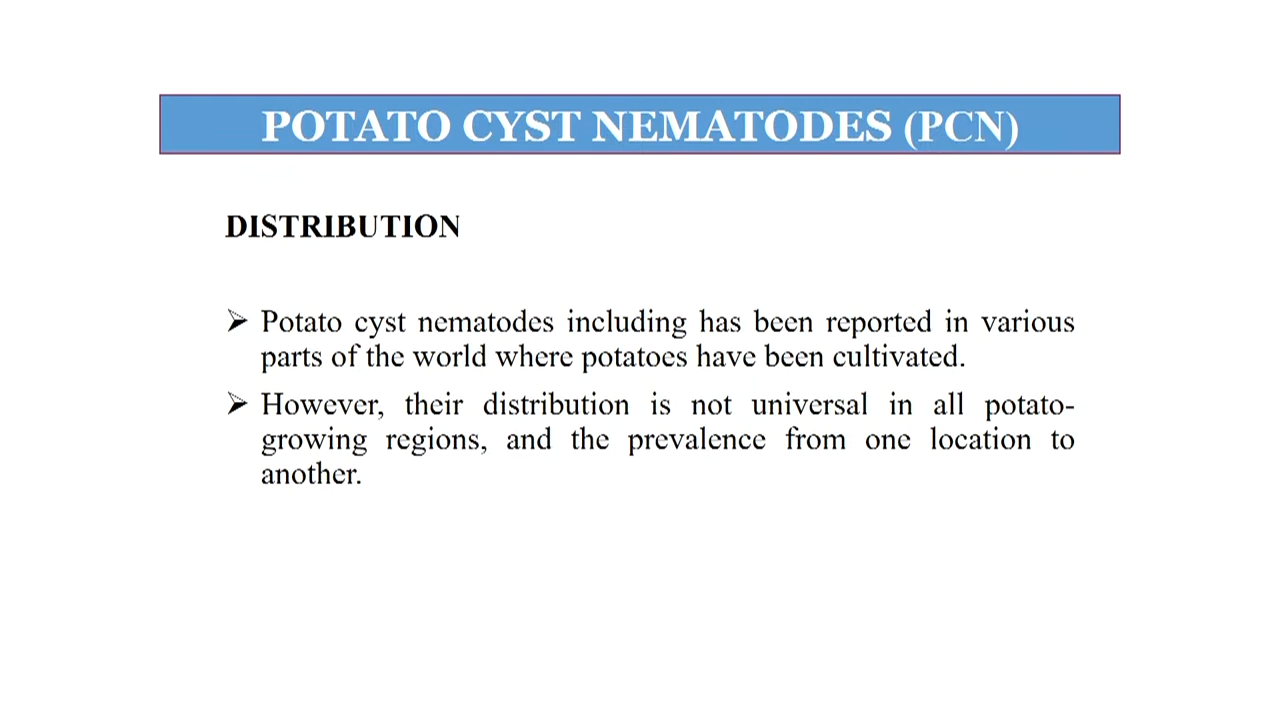 POTATO CYST NEMATODES (PCN)
DISTRIBUTION
➢ Potato cyst nematodes including has been reported in various
parts of the world where potatoes have been cultivated.
➢ However, their distribution is not universal in all potato-
growing regions, and the prevalence from one location to
another.